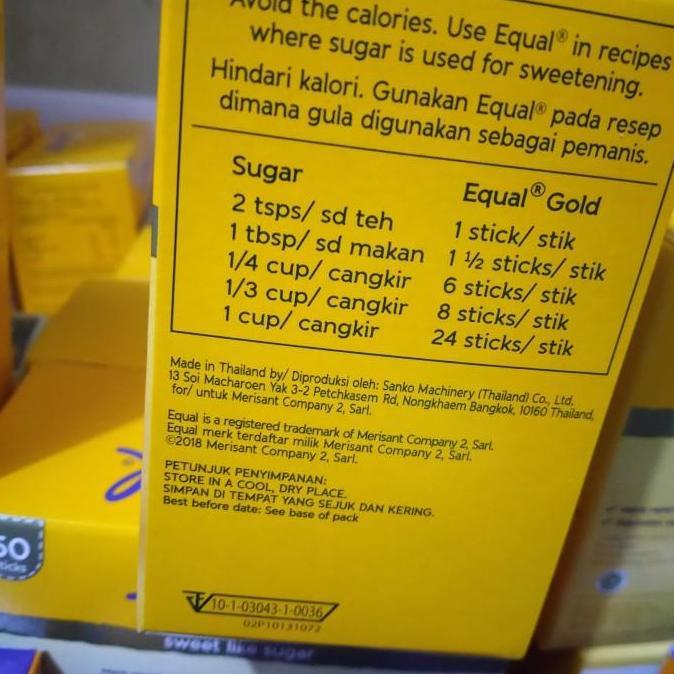 Avoid the calories. Use Equal® in recipes
where sugar is used for sweetening.
Hindari kalori. Gunakan Equal® pada resep
dimana gula digunakan sebagai pemanis.
Sugar Equal® Gold
2 tsps/ sd teh 1 stick/ stik
1 tbsp/ sd makan 1 ½ sticks/ stik
1/4 cup/ cangkir 6 sticks/ stik
1/3 cup/ cangkir 8 sticks/ stik
1 cup/ cangkir 24 sticks/ stik
Made in Thailand by/ Diproduksi oleh: Sanko Machinery (Thailand) Co., Ltd.
13 Soi Macharoen Yak 3-2 Petchkasem Rd, Nongkhaem Bangkok, 10160 Thailand,
for/ untuk Merisant Company 2, Sarl.
Equal is a registered trademark of Merisant Company 2, Sarl.
Equal merk terdaftar milik Merisant Company 2, Sarl.
©2018 Merisant Company 2, Sarl.
PETUNJUK PENYIMPANAN:
STORE IN A COOL, DRY PLACE.
SIMPAN DI TEMPAT YANG SEJUK DAN KERING.
Best before date: See base of pack
10-1-03043-1-0036
02P10131072
50
sticks
sweet like sugar